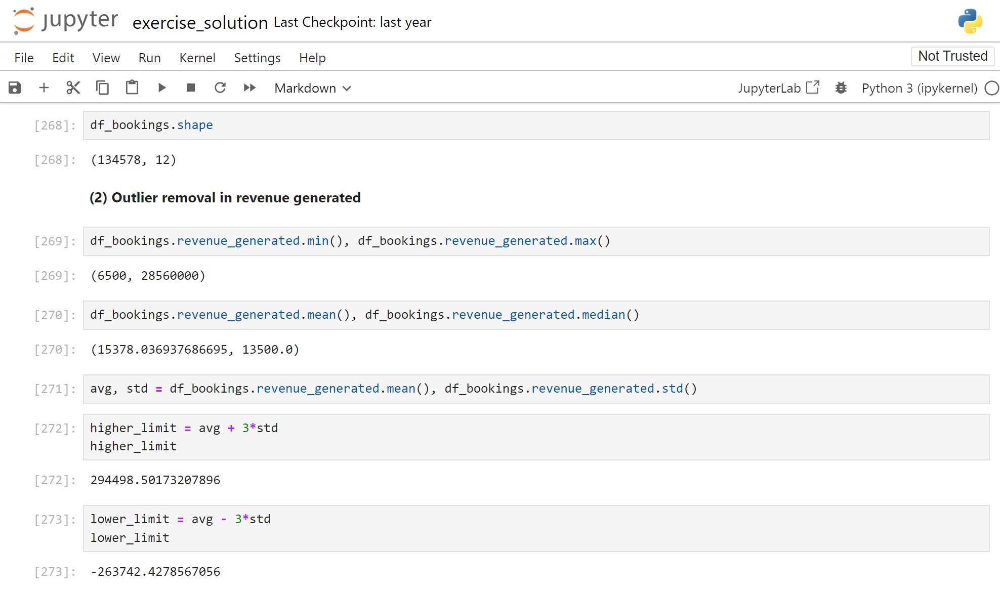 jupyter exercise_solution Last Checkpoint: last year
File Edit View Run Kernel Settings Help Not Trusted
Markdown JupyterLab Python 3 (ipykernel)
[268]: df_bookings.shape
[268]: (134578, 12)
(2) Outlier removal in revenue generated
[269]: df_bookings.revenue_generated.min(), df_bookings.revenue_generated.max()
[269]: (6500, 28560000)
[270]: df_bookings.revenue_generated.mean(), df_bookings.revenue_generated.median()
[270]: (15378.036937686695, 13500.0)
[271]: avg, std = df_bookings.revenue_generated.mean(), df_bookings.revenue_generated.std()
[272]: higher_limit = avg + 3*std
higher_limit
[272]: 294498.50173207896
[273]: lower_limit = avg - 3*std
lower_limit
[273]: -263742.4278567056